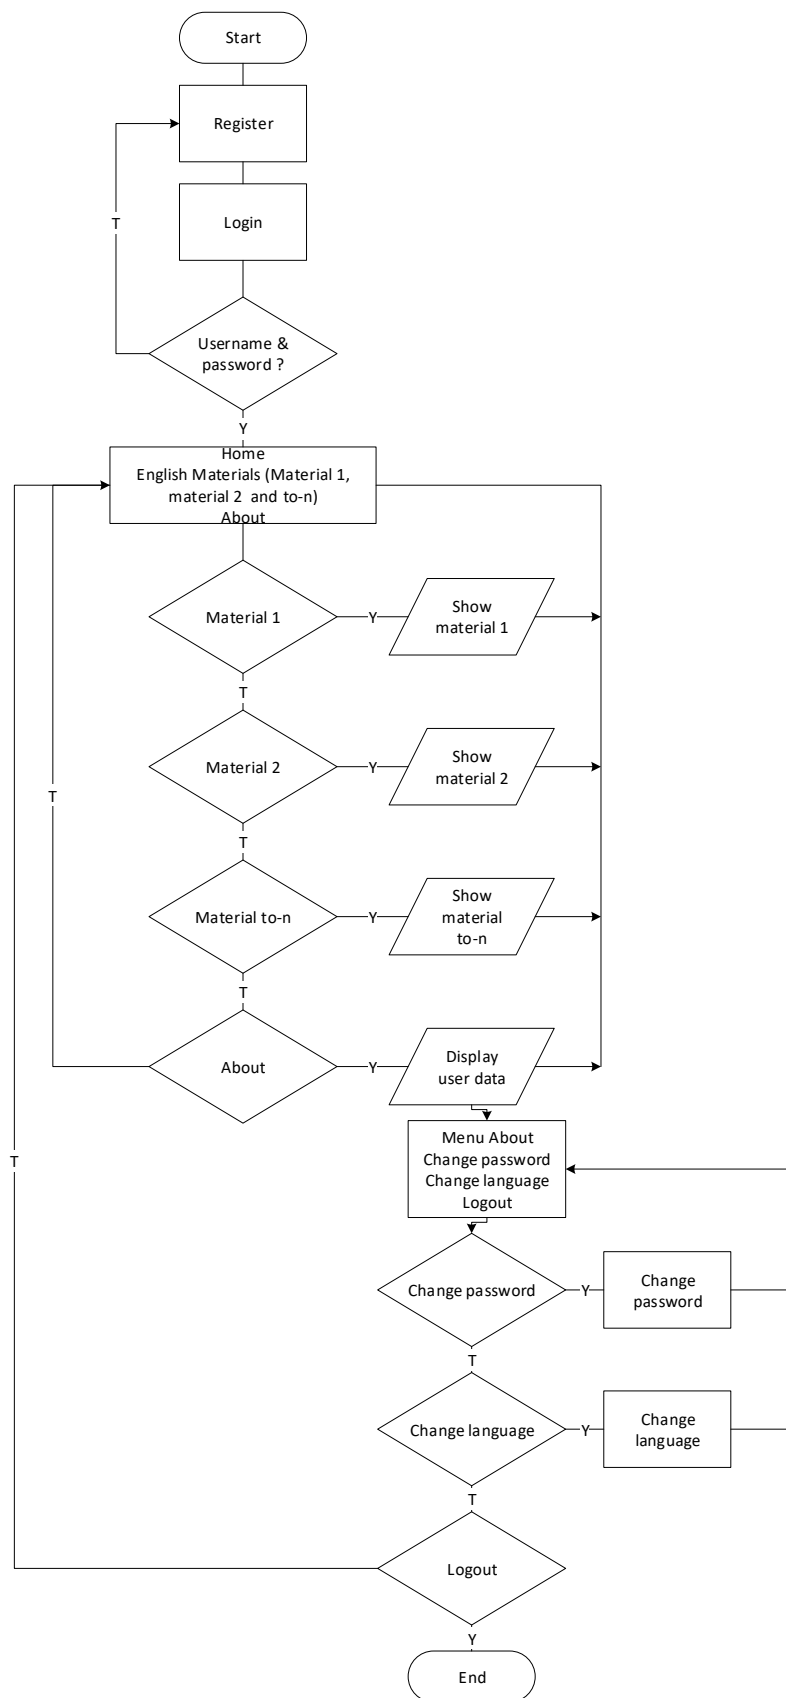 Start
Register
T
Login
Username &
password ?
Y
Home
English Materials (Material 1,
material 2 and to-n)
About
Material 1
Y
Show
material 1
T
Material 2
Y
Show
material 2
T
T
Material to-n
Y
Show
material
to-n
T
About
Y
Display
user data
Menu About
Change password
Change language
Logout
T
Change password
Y
Change
password
T
Change language
Y
Change
language
T
Logout
Y
End